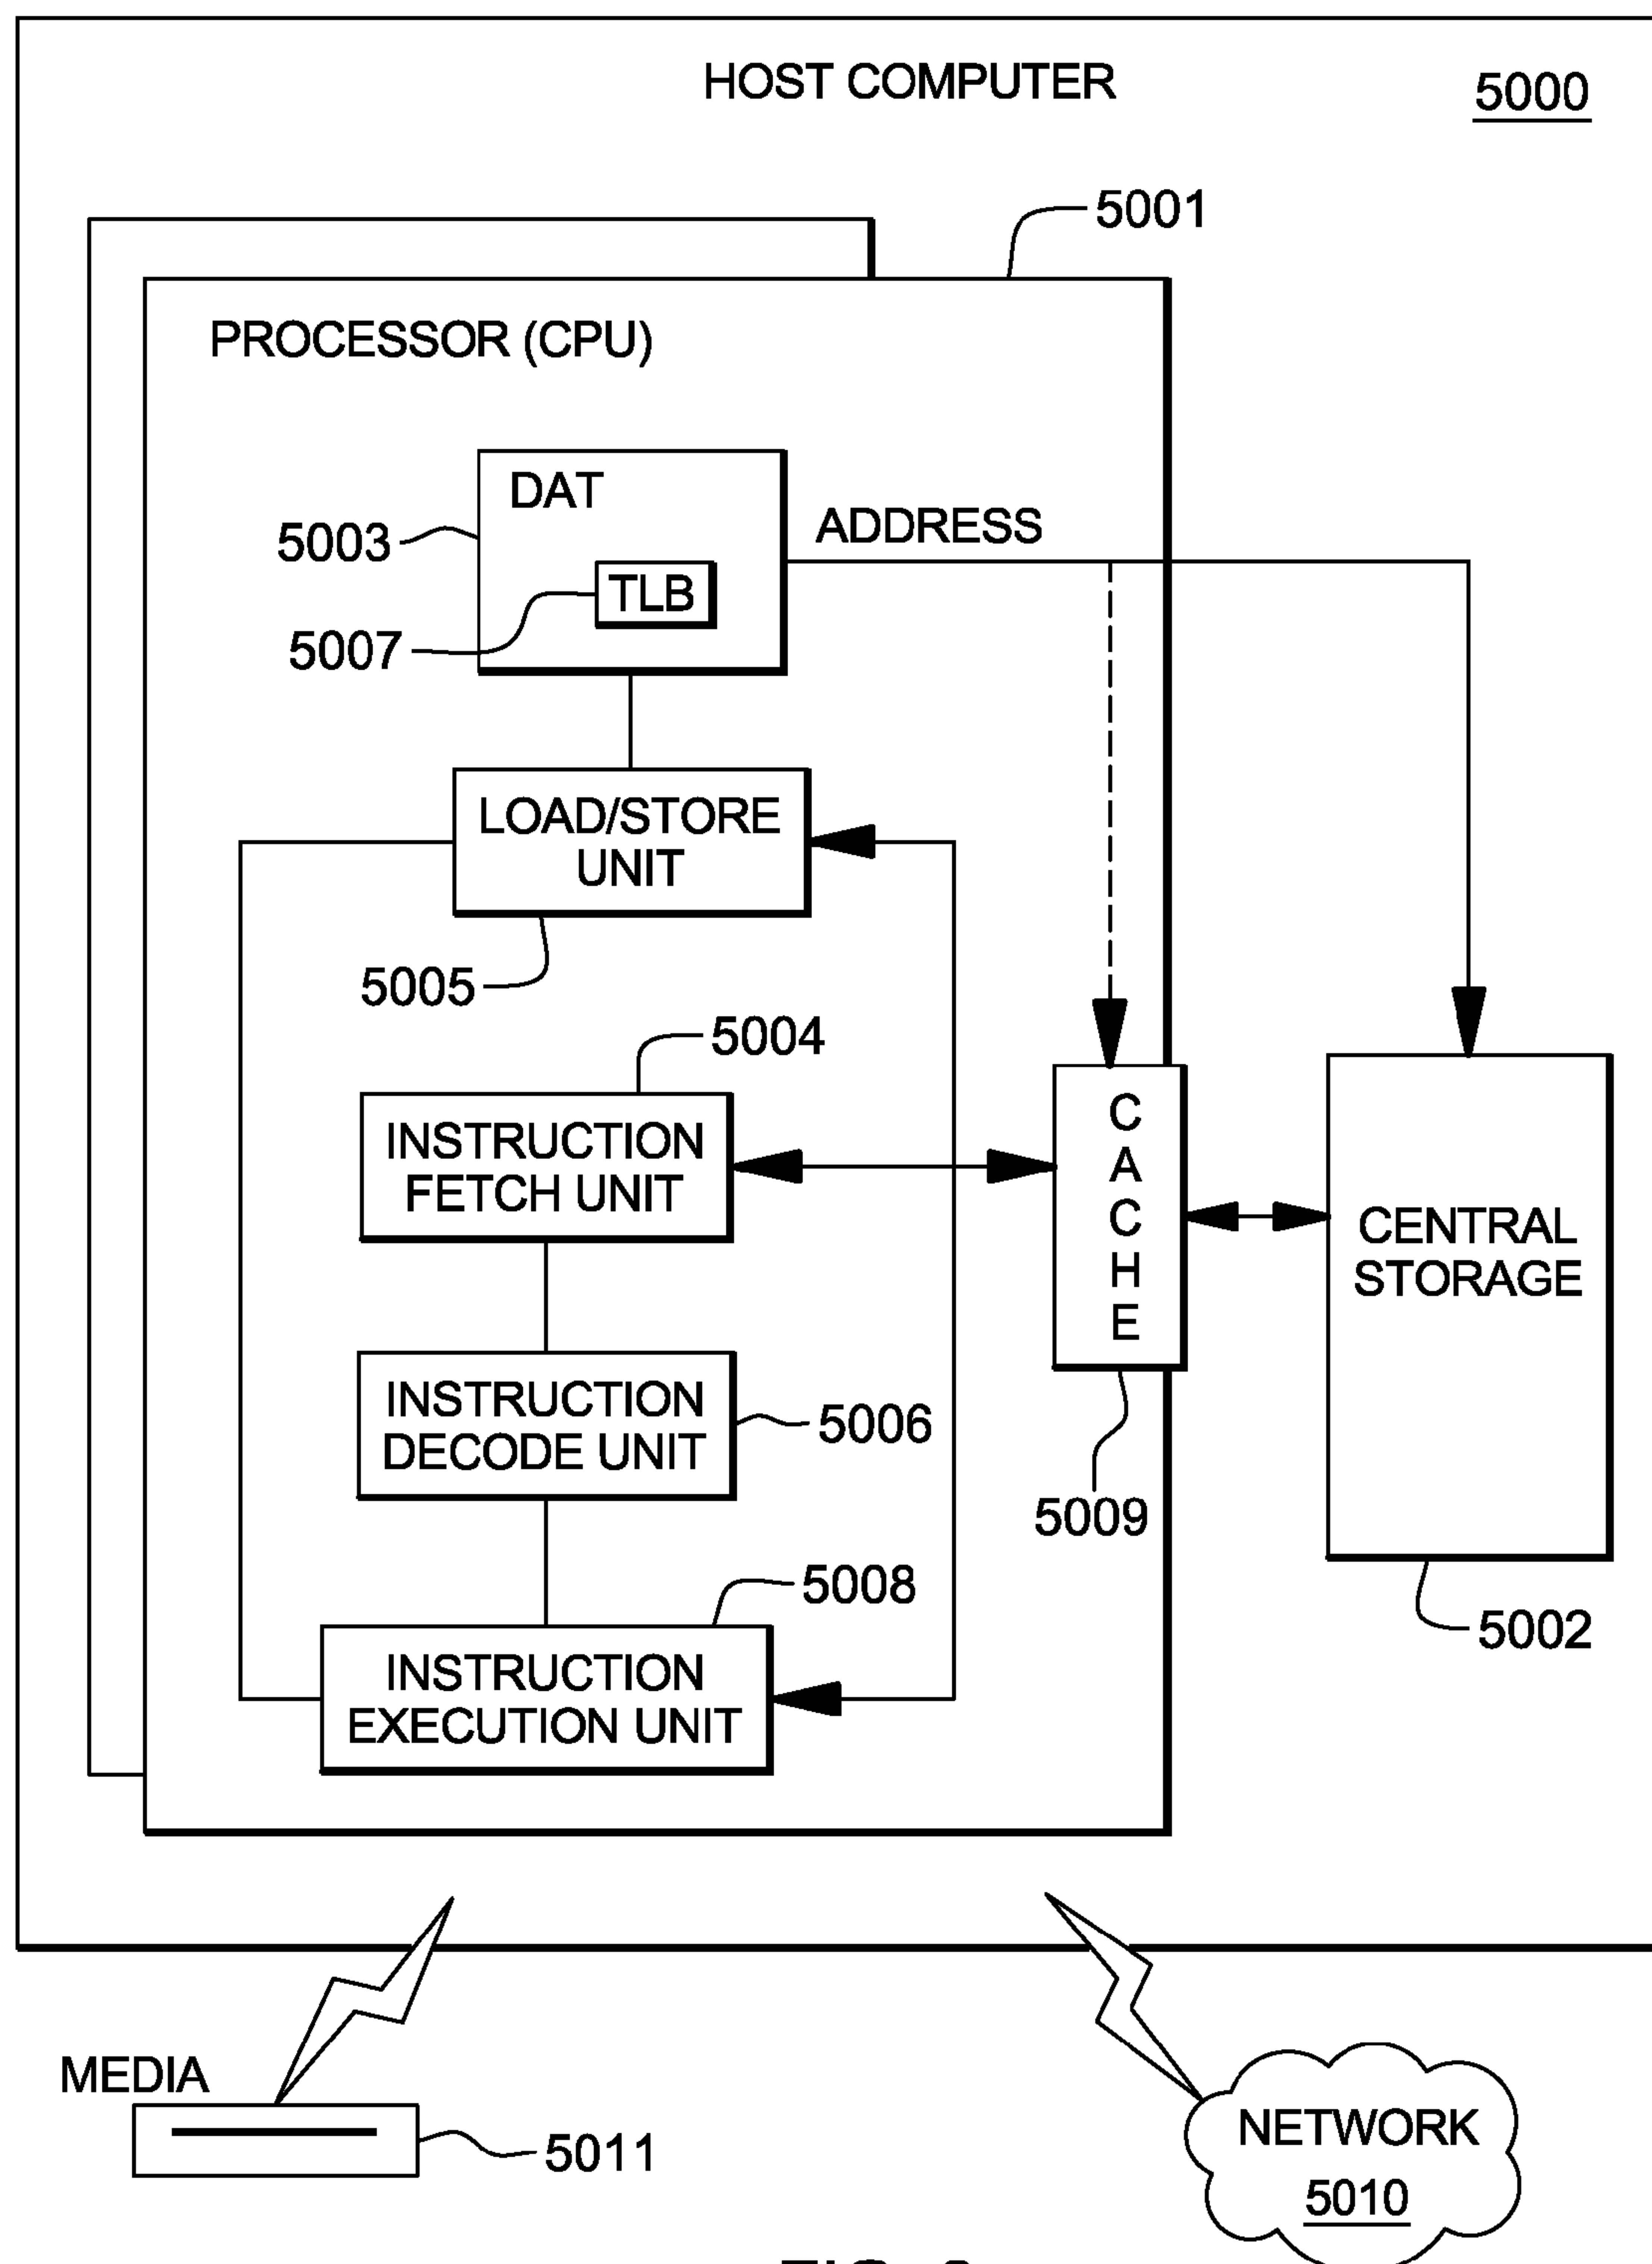 HOST COMPUTER
5000
5001
PROCESSOR (CPU)
DAT
ADDRESS
5003
TLB
5007
LOAD/STORE
UNIT
5005
5004
INSTRUCTION
FETCH UNIT
CACHE
CENTRAL
STORAGE
INSTRUCTION
DECODE UNIT
5006
5009
5008
INSTRUCTION
EXECUTION UNIT
5002
MEDIA
5011
NETWORK
5010